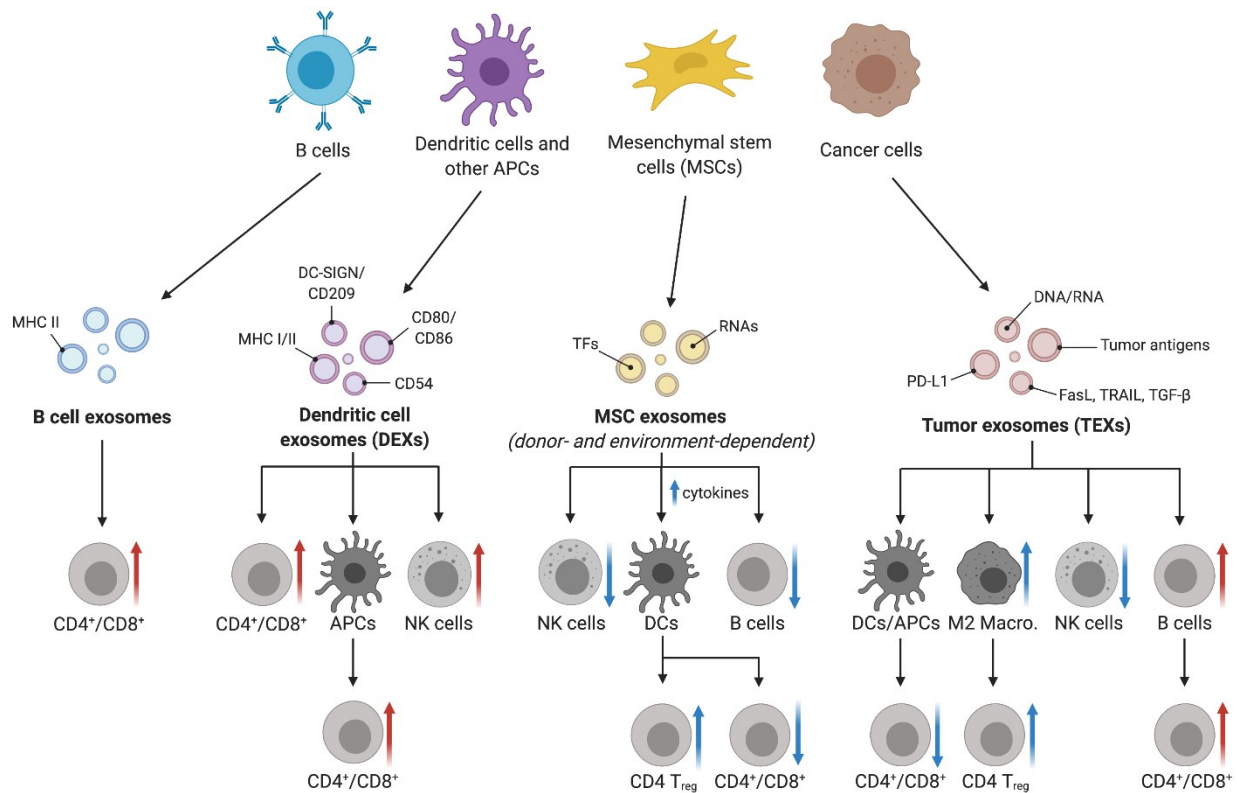 B cells
Dendritic cells and
other APCs
Mesenchymal stem
cells (MSCs)
Cancer cells
MHC II
DC-SIGN/
CD209
MHC I/II
CD80/
CD86
CD54
TFs
RNAs
DNA/RNA
Tumor antigens
PD-L1
FasL, TRAIL, TGF-β
B cell exosomes
Dendritic cell
exosomes (DEXs)
MSC exosomes
(donor- and environment-dependent)
Tumor exosomes (TEXs)
cytokines
CD4⁺/CD8⁺
CD4⁺/CD8⁺
APCs
NK cells
NK cells
DCs
B cells
DCs/APCs
M2 Macro.
NK cells
B cells
CD4⁺/CD8⁺
CD4 Treg
CD4⁺/CD8⁺
CD4⁺/CD8⁺
CD4 Treg
CD4⁺/CD8⁺